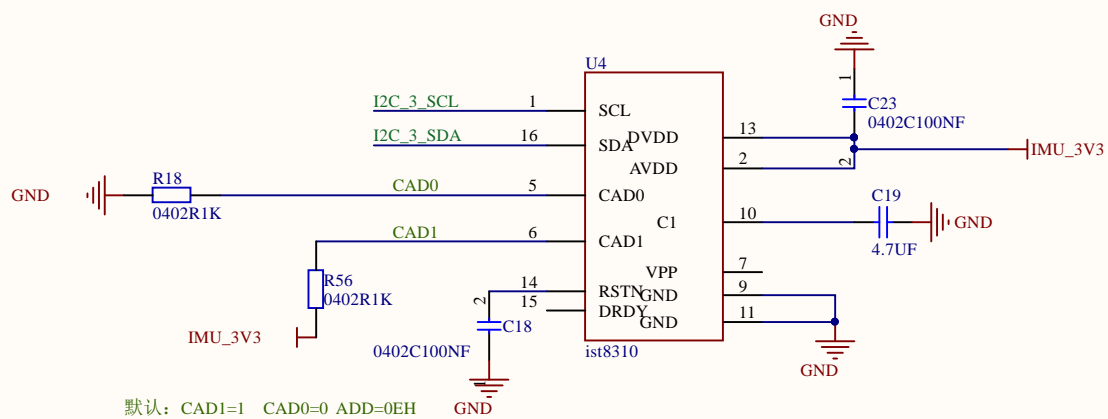 GND
U4
1
C23
0402C100NF
I2C_3_SCL
1
SCL
I2C_3_SDA
16
SDA
DVDD
13
2
IMU_3V3
AVDD
2
R18
GND
0402R1K
CAD0
5
CAD0
C19
C1
10
GND
4.7UF
CAD1
6
CAD1
VPP
7
R56
0402R1K
14
RSTN
GND
9
2
15
DRDY
GND
11
C18
IMU_3V3
0402C100NF
ist8310
GND
1
默认：CAD1=1 CAD0=0 ADD=0EH
GND